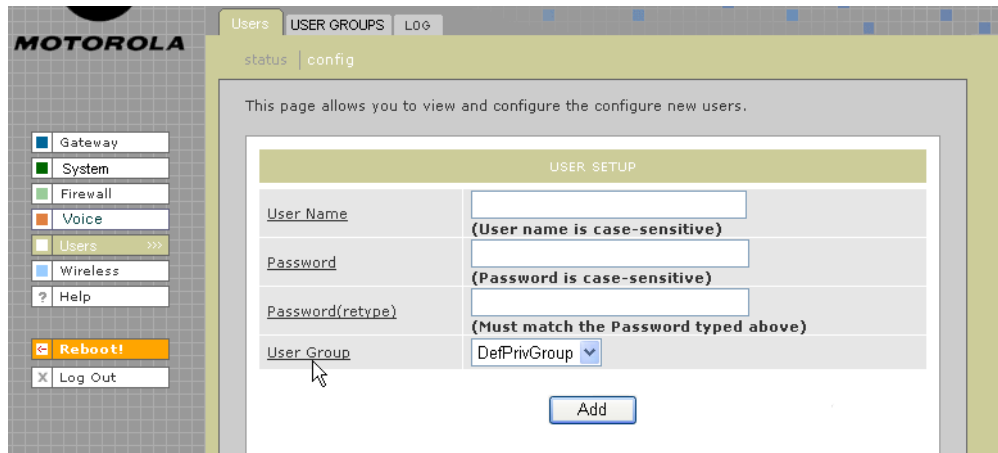 MOTOROLA
Users
USER GROUPS
LOG
status | config
This page allows you to view and configure the configure new users.
Gateway
System
Firewall
Voice
Users >>>
Wireless
? Help
Reboot!
X Log Out
USER SETUP
User Name
(User name is case-sensitive)
Password
(Password is case-sensitive)
Password(retype)
(Must match the Password typed above)
User Group
DefPrivGroup
Add